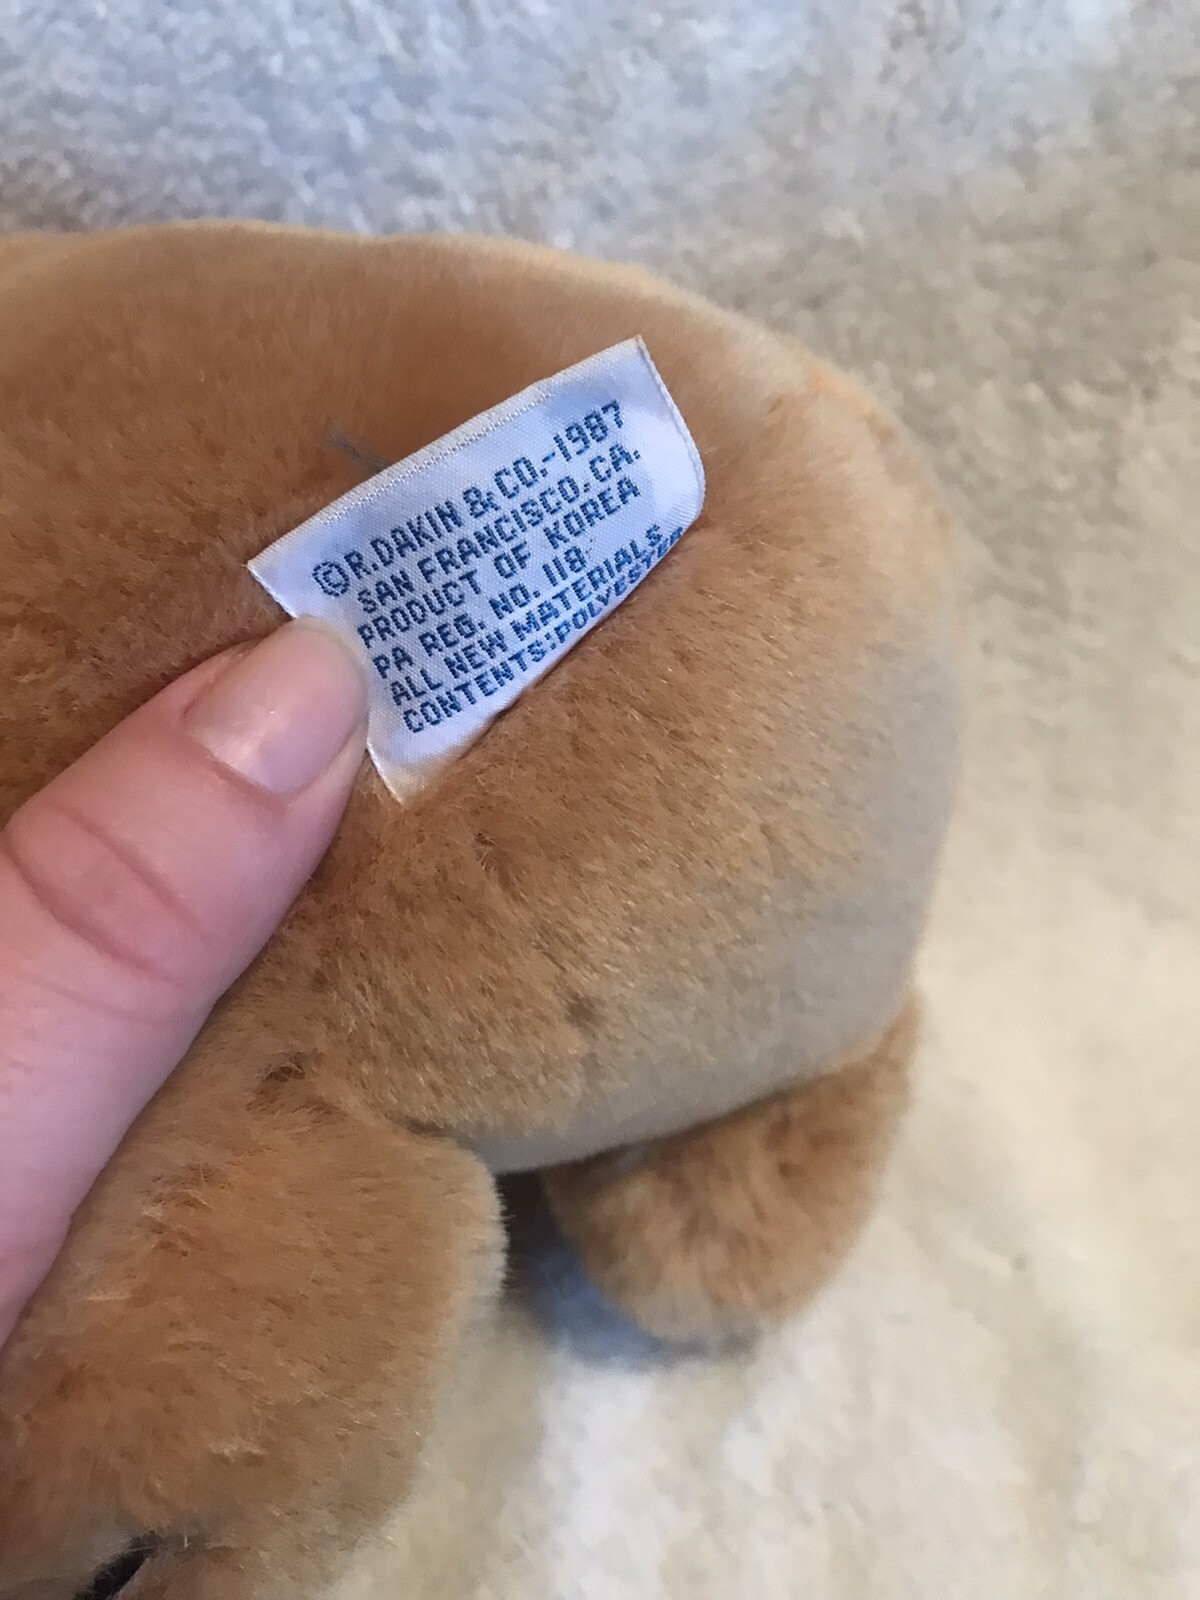 ©R.DAKIN & CO.-1987
SAN FRANCISCO, CA.
PRODUCT OF KOREA
PA REG. NO. 118
ALL NEW MATERIALS
CONTENTS:POLYESTER